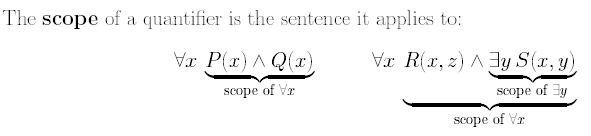 The scope of a quantifier is the sentence it applies to:
∀x P(x) ∧ Q(x) ∀x R(x, z) ∧ ∃y S(x, y)
scope of ∀x scope of ∃y
scope of ∀x